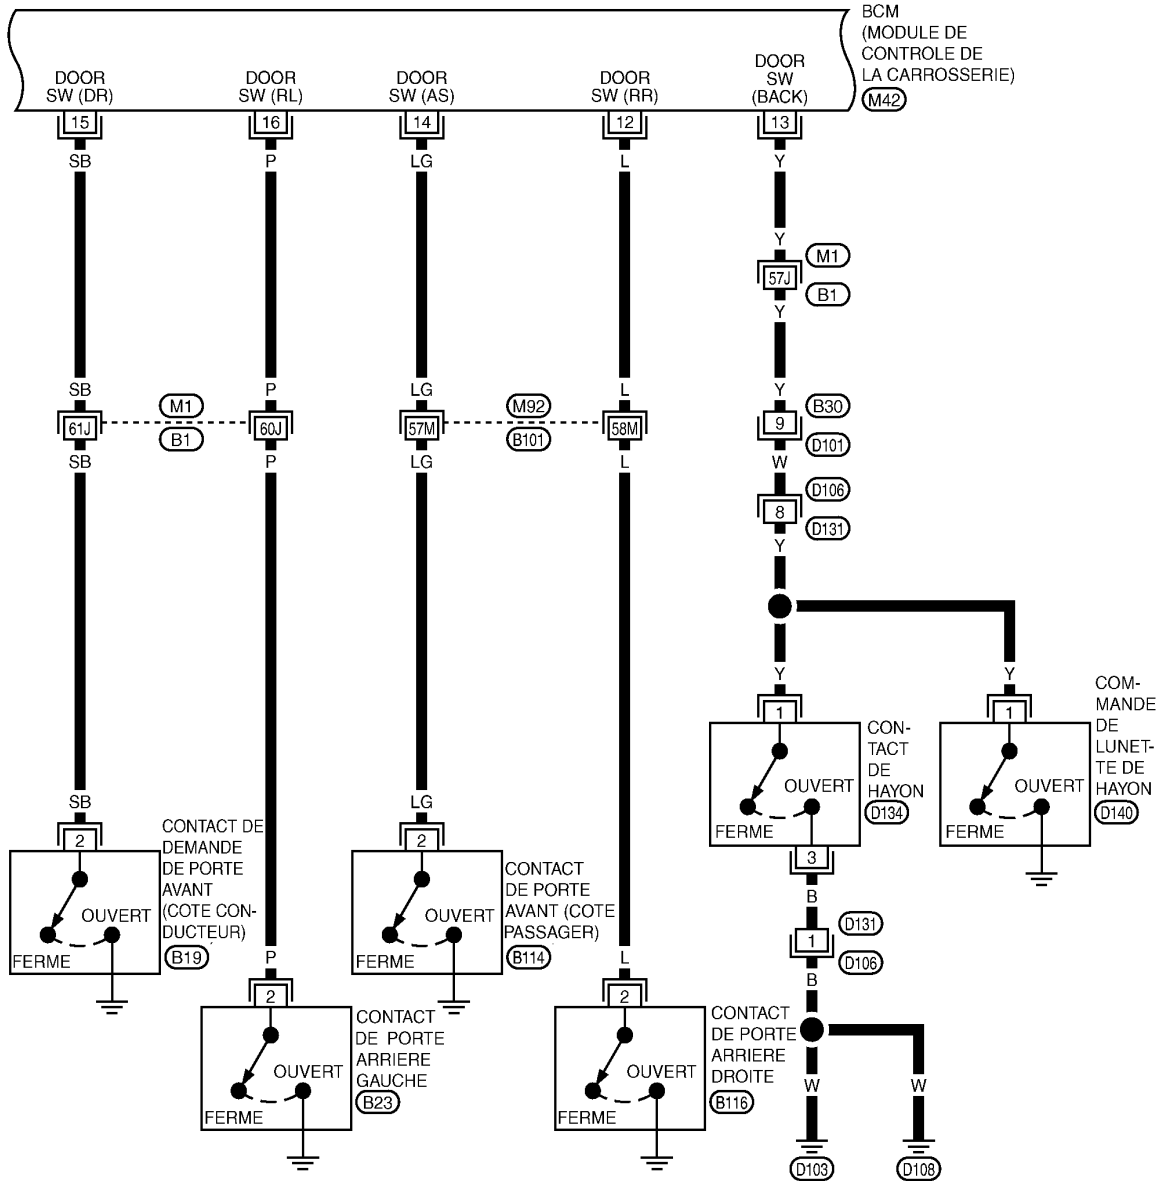 BCM
(MODULE DE
CONTROLE DE
LA CARROSSERIE)
M42
DOOR
SW (DR)
DOOR
SW (RL)
DOOR
SW (AS)
DOOR
SW (RR)
DOOR
SW
(BACK)
15
16
14
12
13
SB
P
LG
L
Y
Y
M1
57J
B1
Y
SB
P
LG
L
Y
61J
M1
B1
60J
57M
M92
B101
58M
9
B30
D101
SB
P
LG
L
W
D106
8
D131
Y
Y
Y
1
1
CON-
TACT
DE
HAYON
D134
OUVERT
FERME
COM-
MANDE
DE
LUNET-
TE DE
HAYON
D140
OUVERT
FERME
SB
LG
2
CONTACT DE
DEMANDE
DE PORTE
AVANT
(COTE CON-
DUCTEUR)
B19
OUVERT
FERME
2
CONTACT
DE PORTE
AVANT (COTE
PASSAGER)
B114
OUVERT
FERME
3
B
D131
1
D106
B
P
L
2
CONTACT
DE PORTE
ARRIERE
GAUCHE
B23
OUVERT
FERME
2
CONTACT
DE PORTE
ARRIERE
DROITE
B116
OUVERT
FERME
W
W
D103
D108